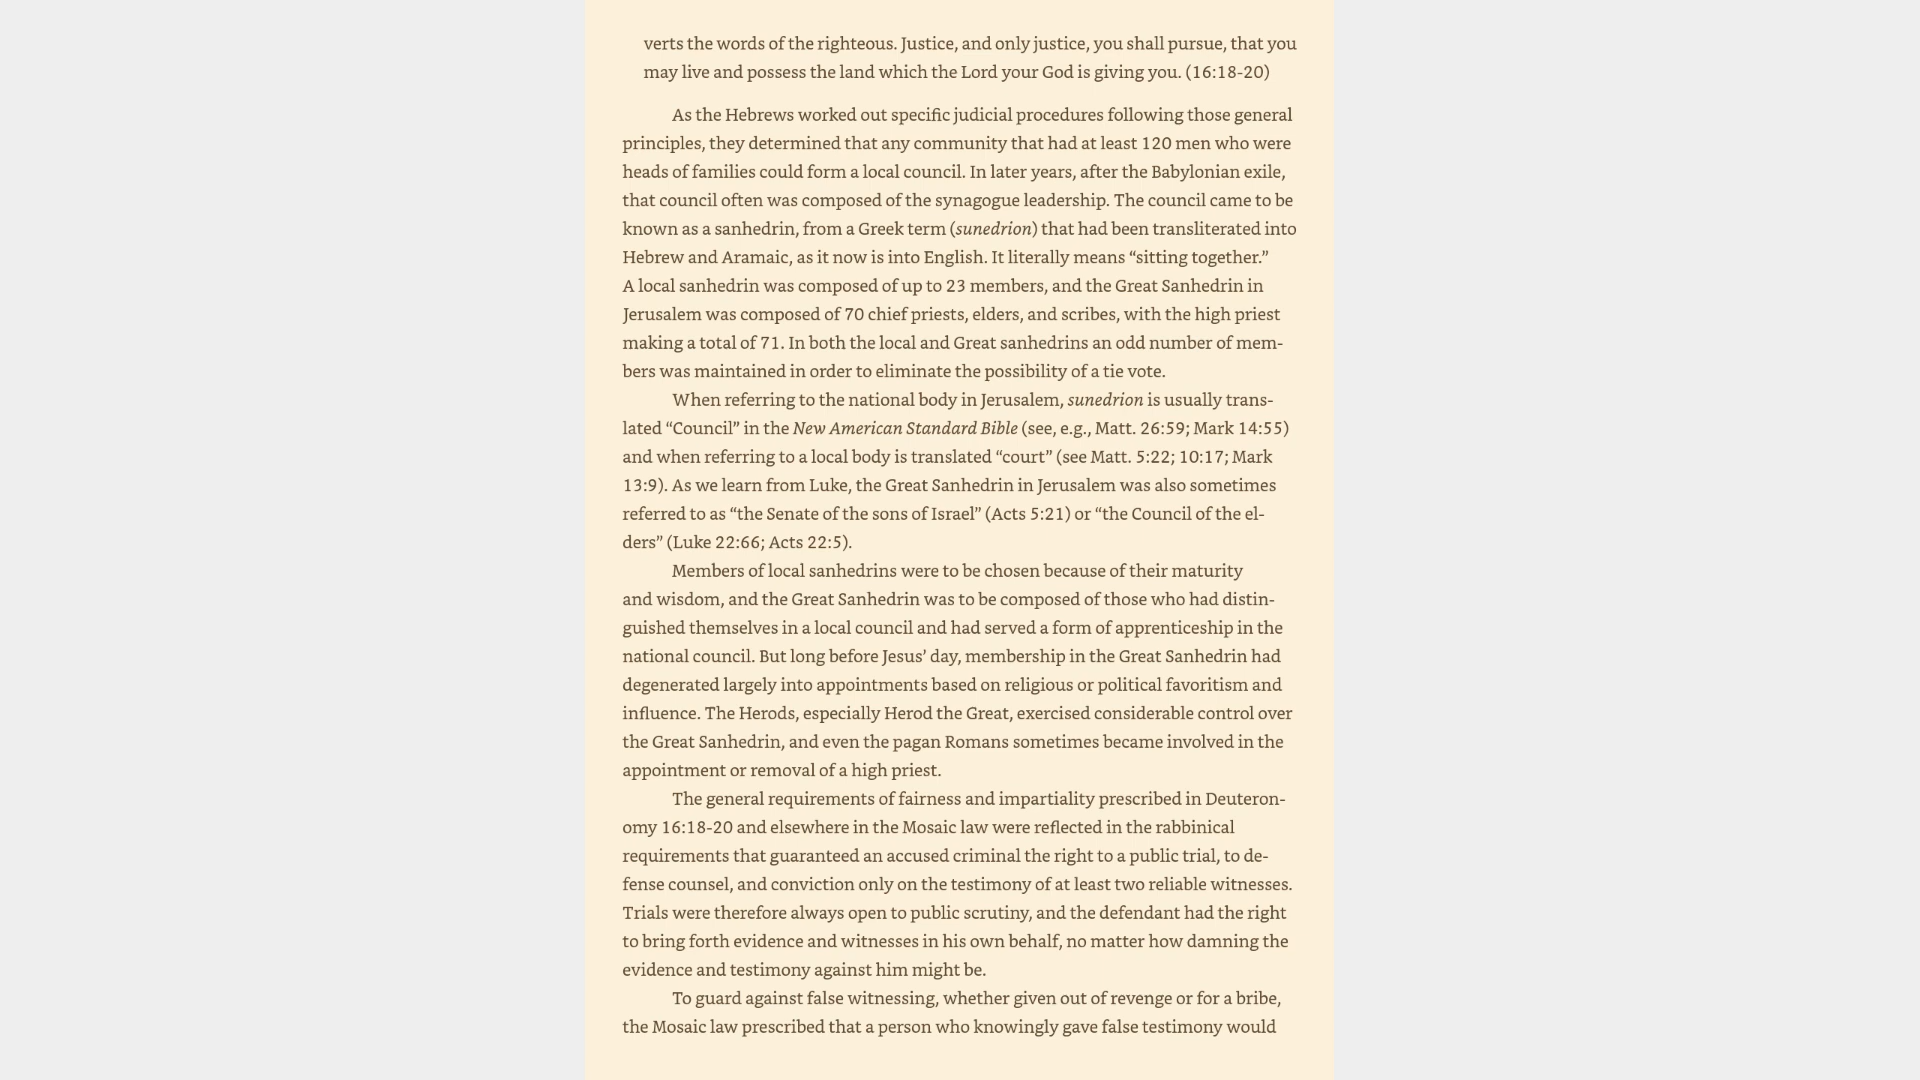 verts the words of the righteous. Justice, and only justice, you shall pursue, that you
may live and possess the land which the Lord your God is giving you. (16:18-20)
As the Hebrews worked out specific judicial procedures following those general
principles, they determined that any community that had at least 120 men who were
heads of families could form a local council. In later years, after the Babylonian exile,
that council often was composed of the synagogue leadership. The council came to be
known as a sanhedrin, from a Greek term (sunedrion) that had been transliterated into
Hebrew and Aramaic, as it now is into English. It literally means “sitting together.”
A local sanhedrin was composed of up to 23 members, and the Great Sanhedrin in
Jerusalem was composed of 70 chief priests, elders, and scribes, with the high priest
making a total of 71. In both the local and Great sanhedrins an odd number of mem-
bers was maintained in order to eliminate the possibility of a tie vote.
When referring to the national body in Jerusalem, sunedrion is usually trans-
lated “Council” in the New American Standard Bible (see, e.g., Matt. 26:59; Mark 14:55)
and when referring to a local body is translated “court” (see Matt. 5:22; 10:17; Mark
13:9). As we learn from Luke, the Great Sanhedrin in Jerusalem was also sometimes
referred to as “the Senate of the sons of Israel” (Acts 5:21) or “the Council of the el-
ders” (Luke 22:66; Acts 22:5).
Members of local sanhedrins were to be chosen because of their maturity
and wisdom, and the Great Sanhedrin was to be composed of those who had distin-
guished themselves in a local council and had served a form of apprenticeship in the
national council. But long before Jesus’ day, membership in the Great Sanhedrin had
degenerated largely into appointments based on religious or political favoritism and
influence. The Herods, especially Herod the Great, exercised considerable control over
the Great Sanhedrin, and even the pagan Romans sometimes became involved in the
appointment or removal of a high priest.
The general requirements of fairness and impartiality prescribed in Deuteron-
omy 16:18-20 and elsewhere in the Mosaic law were reflected in the rabbinical
requirements that guaranteed an accused criminal the right to a public trial, to de-
fense counsel, and conviction only on the testimony of at least two reliable witnesses.
Trials were therefore always open to public scrutiny, and the defendant had the right
to bring forth evidence and witnesses in his own behalf, no matter how damning the
evidence and testimony against him might be.
To guard against false witnessing, whether given out of revenge or for a bribe,
the Mosaic law prescribed that a person who knowingly gave false testimony would